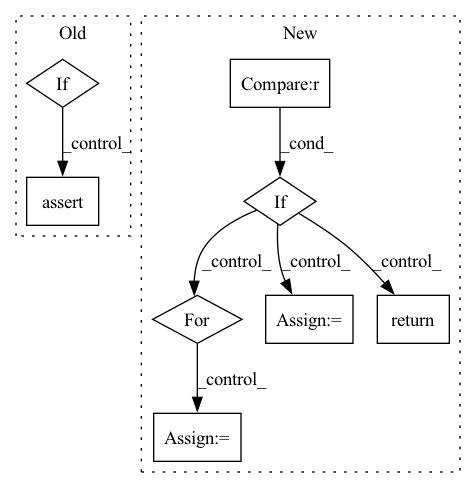 Old
New
If
Compare:r
_control_
_cond_
assert
If
_control_
_control_
_control_
For
Assign:=
return
_control_
Assign:=